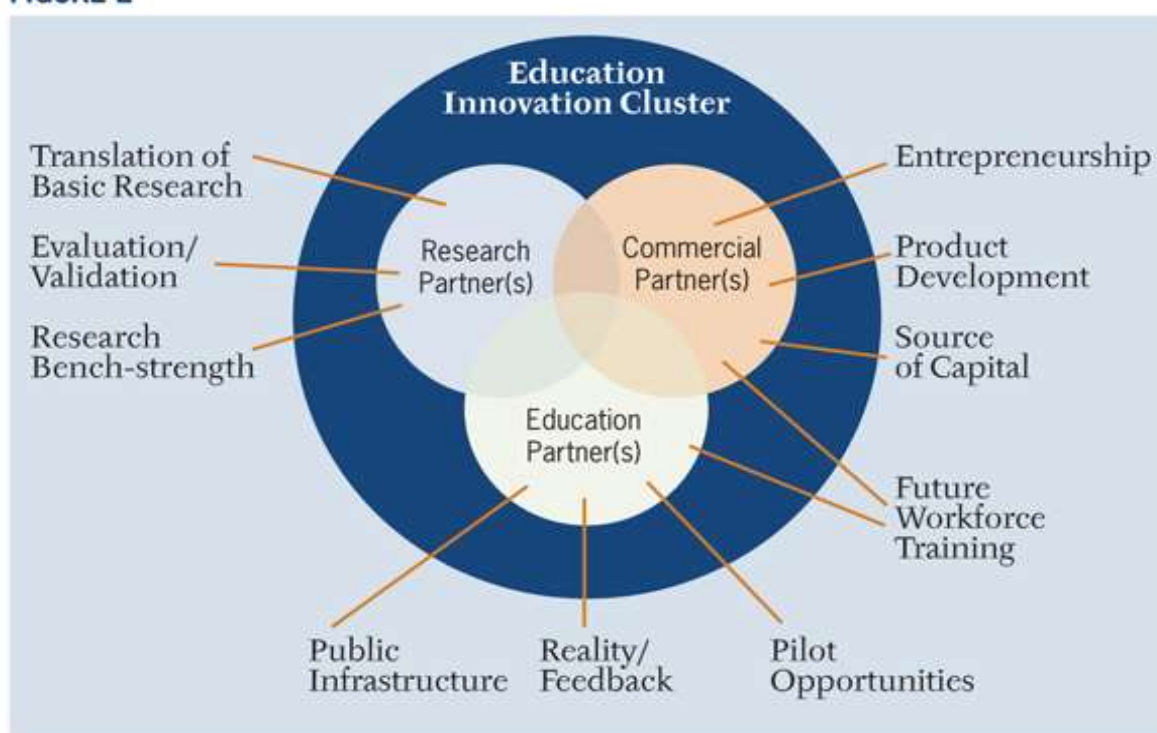 Education
Innovation Cluster
Translation of
Basic Research
Evaluation/
Validation
Research
Bench-strength
Research
Partner(s)
Commercial
Partner(s)
Education
Partner(s)
Entrepreneurship
Product
Development
Source
of Capital
Future
Workforce
Training
Public
Infrastructure
Reality/
Feedback
Pilot
Opportunities